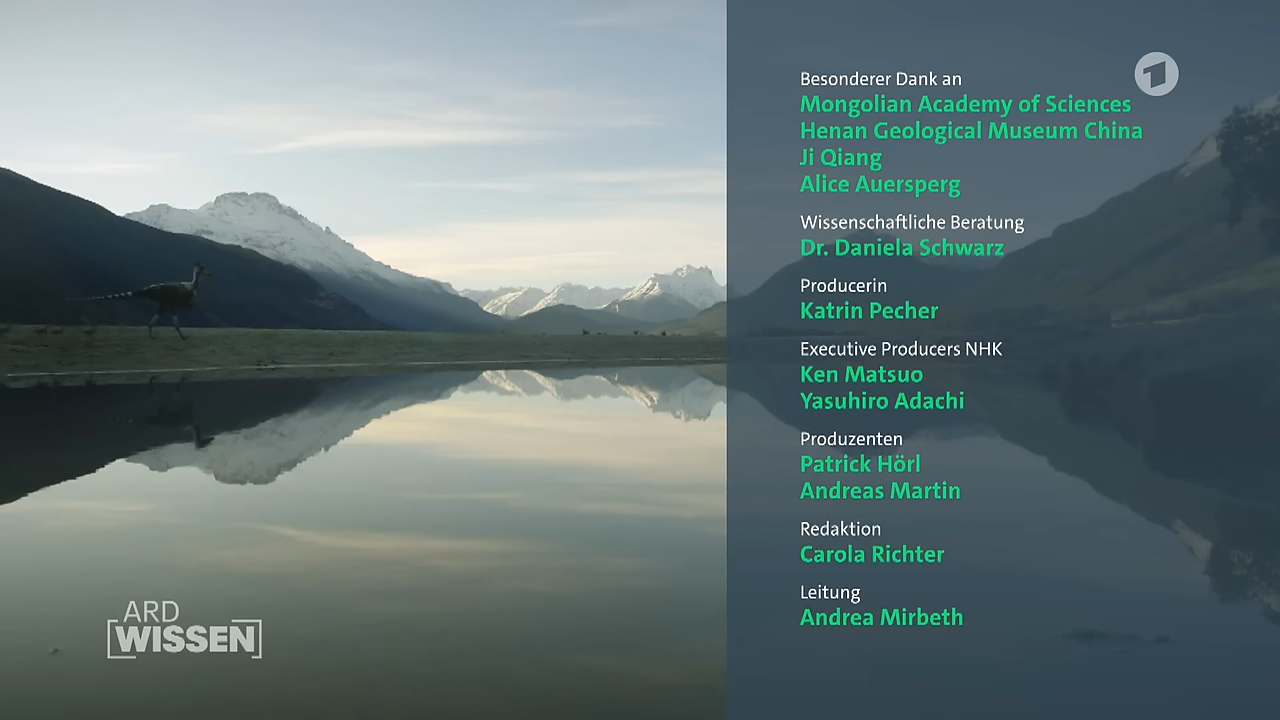 Besonderer Dank an
Mongolian Academy of Sciences
Henan Geological Museum China
Ji Qiang
Alice Auersperg
Wissenschaftliche Beratung
Dr. Daniela Schwarz
Producerin
Katrin Pecher
Executive Producers NHK
Ken Matsuo
Yasuhiro Adachi
Produzenten
Patrick Hörl
Andreas Martin
Redaktion
Carola Richter
Leitung
Andrea Mirbeth
ARD
WISSEN
1